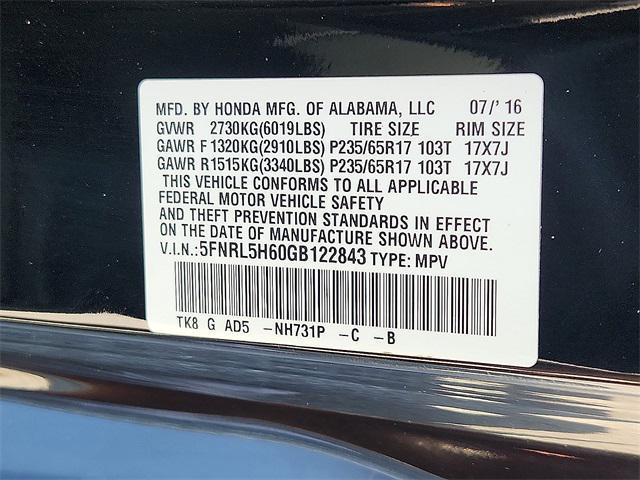 MFD. BY HONDA MFG. OF ALABAMA, LLC 07/'16
GVWR 2730KG(6019LBS) TIRE SIZE RIM SIZE
GAWR F1320KG(2910LBS) P235/65R17 103T 17X7J
GAWR R1515KG(3340LBS) P235/65R17 103T 17X7J
THIS VEHICLE CONFORMS TO ALL APPLICABLE
FEDERAL MOTOR VEHICLE SAFETY
AND THEFT PREVENTION STANDARDS IN EFFECT
ON THE DATE OF MANUFACTURE SHOWN ABOVE.
V.I.N.:5FNRL5H60GB122843 TYPE: MPV
TK8 G AD5 -NH731P -C -B